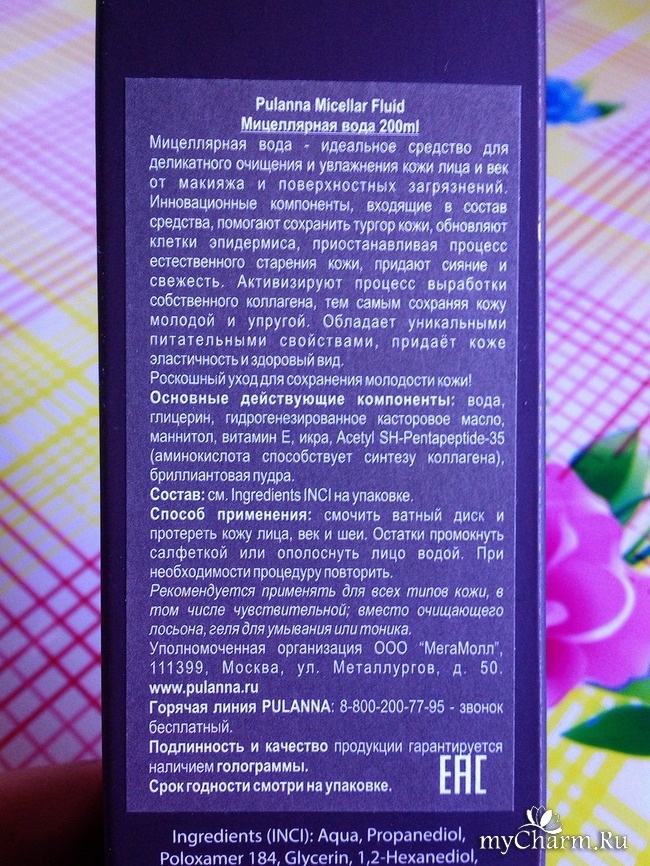 Pulanna Micellar Fluid
Мицеллярная вода 200ml
Мицеллярная вода - идеальное средство для
деликатного очищения и увлажнения кожи лица и век
от макияжа и поверхностных загрязнений.
Инновационные компоненты, входящие в состав
средства, помогают сохранить тургор кожи, обновляют
клетки эпидермиса, приостанавливая процесс
естественного старения кожи, придают сияние и
свежесть. Активизируют процесс выработки
собственного коллагена, тем самым сохраняя кожу
молодой и упругой. Обладает уникальными
питательными свойствами, придаёт коже
эластичность и здоровый вид.
Роскошный уход для сохранения молодости кожи!
Основные действующие компоненты: вода,
глицерин, гидрогенезированное касторовое масло,
маннитол, витамин Е, икра, Acetyl SH-Pentapeptide-35
(аминокислота способствует синтезу коллагена),
бриллиантовая пудра.
Состав: см. Ingredients INCI на упаковке.
Способ применения: смочить ватный диск и
протереть кожу лица, век и шеи. Остатки промокнуть
салфеткой или ополоснуть лицо водой. При
необходимости процедуру повторить.
Рекомендуется применять для всех типов кожи, в
том числе чувствительной; вместо очищающего
лосьона, геля для умывания или тоника.
Уполномоченная организация ООО "МегаМолл",
111399, Москва, ул. Металлургов, д. 50.
www.pulanna.ru
Горячая линия PULANNA: 8-800-200-77-95 - звонок
бесплатный.
Подлинность и качество продукции гарантируется
наличием голограммы.
Срок годности смотри на упаковке.
EAC
Ingredients (INCI): Aqua, Propanediol,
Poloxamer 184, Glycerin, 1,2-Hexanediol,
myCharm.Ru